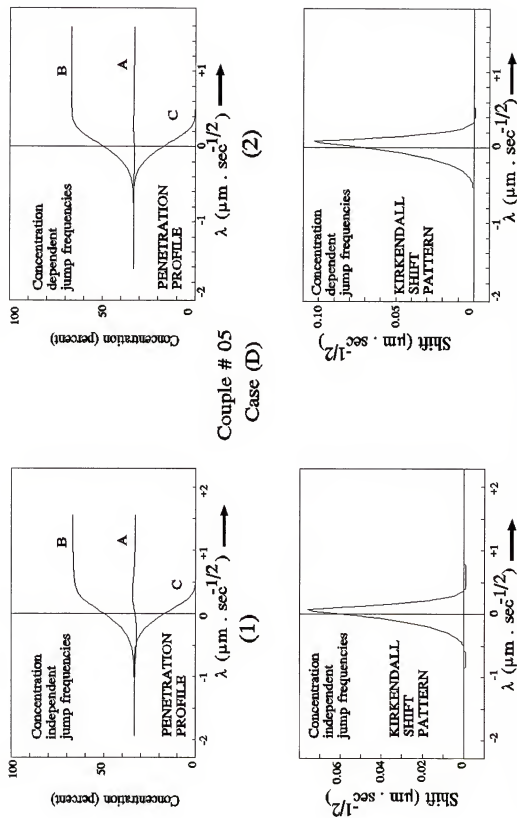 100
50
0
Concentration (percent)
Concentration
independent
jump frequencies
PENETRATION
PROFILE
B
A
C
-2
-1
0
+1
+2
λ (µm . sec-1/2)
(1)
100
50
0
Concentration (percent)
Concentration
dependent
jump frequencies
PENETRATION
PROFILE
B
A
C
-2
-1
0
+1
λ (µm . sec-1/2)
(2)
Couple # 05
Case (D)
0.06
0.04
0.02
0
Shift (µm . sec-1/2)
Concentration
independent
jump frequencies
KIRKENDALL
SHIFT
PATTERN
-2
-1
0
+1
+2
λ (µm . sec-1/2)
0.10
0.05
0
Shift (µm . sec-1/2)
Concentration
dependent
jump frequencies
KIRKENDALL
SHIFT
PATTERN
-2
-1
0
+1
λ (µm . sec-1/2)